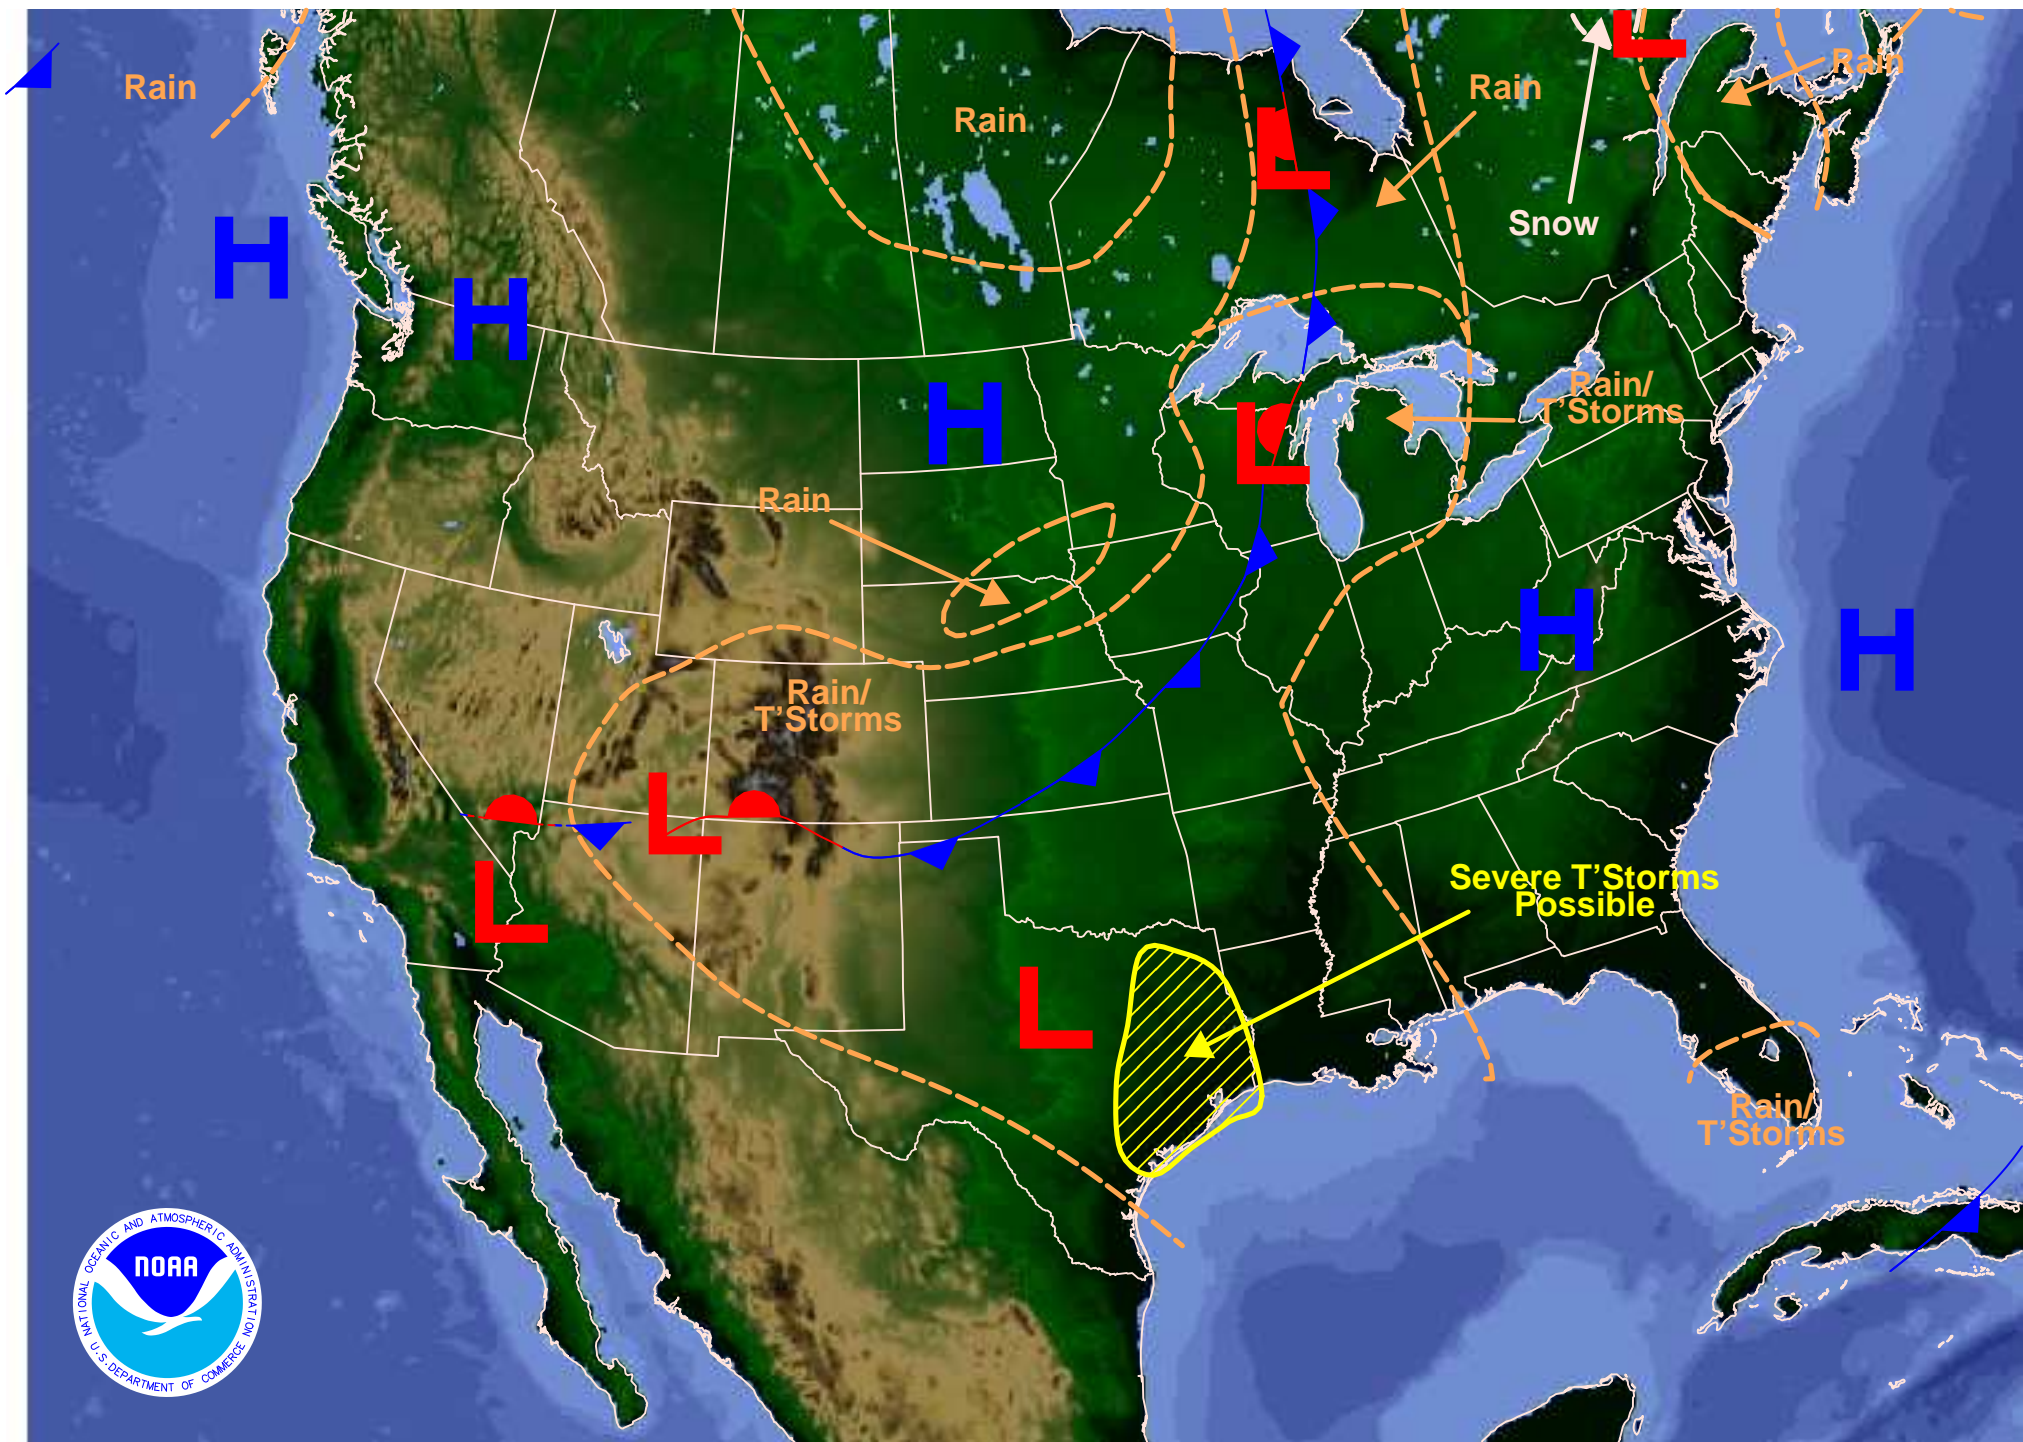 Rain
Rain
Rain
Rain
Snow
Rain/
T'Storms
Rain
Rain/
T'Storms
Severe T'Storms
Possible
Rain/
T'Storms
H
H
H
H
H
L
L
L
L
L
L
NATIONAL OCEANIC AND ATMOSPHERIC ADMINISTRATION
NOAA
U.S. DEPARTMENT OF COMMERCE